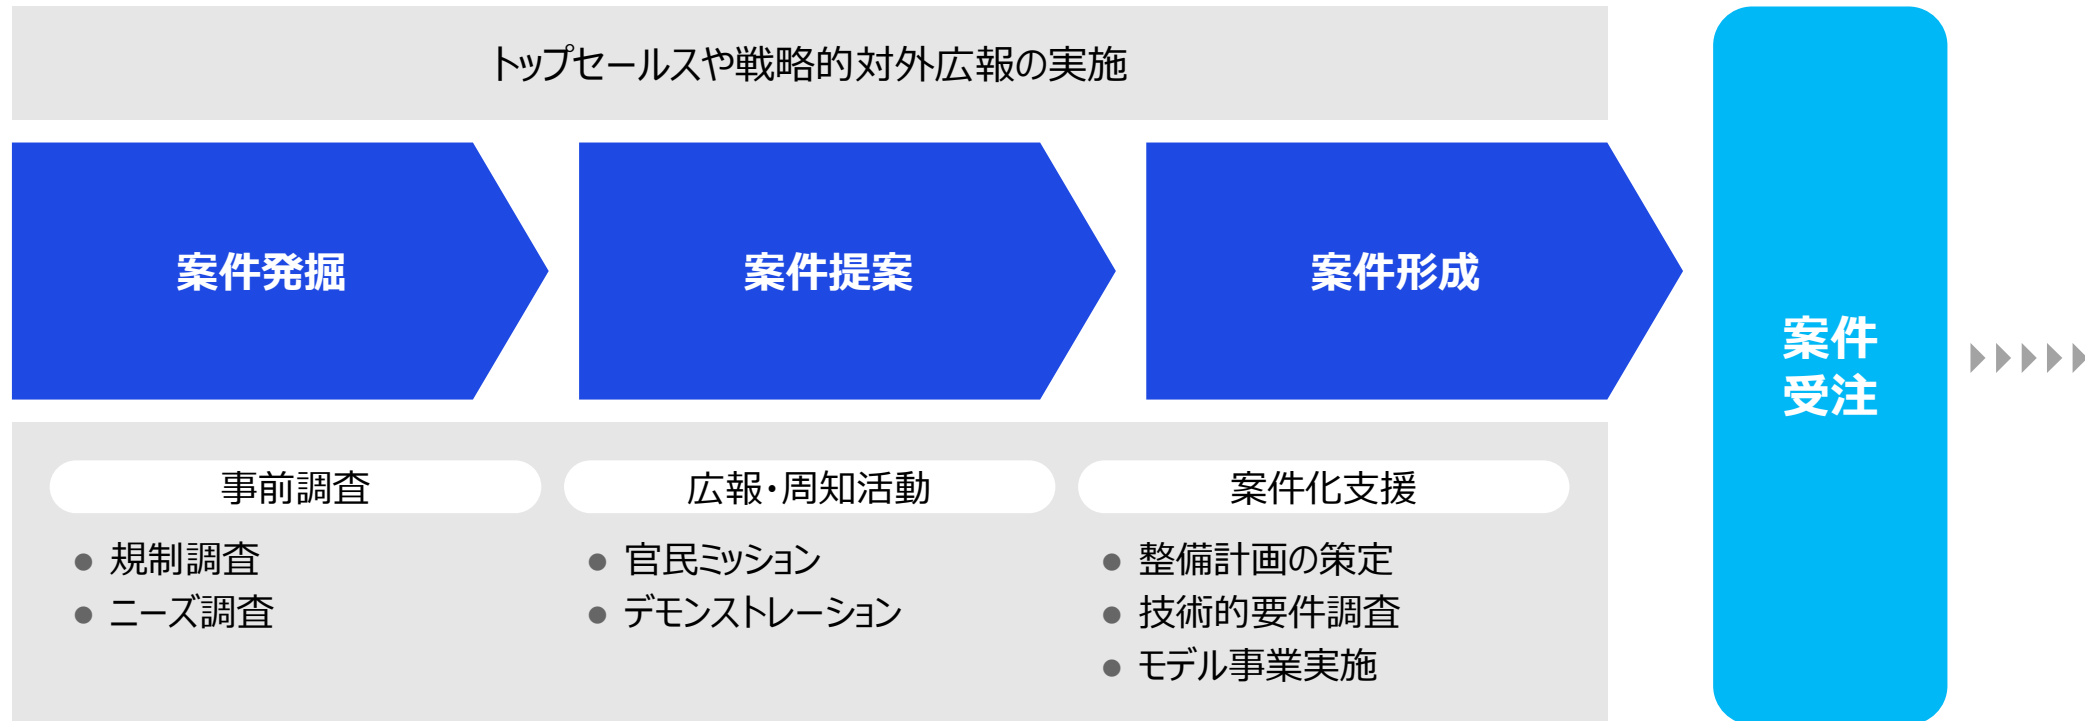 トップセールスや戦略的対外広報の実施
案件発掘
案件提案
案件形成
案件
受注
事前調査
● 規制調査
● ニーズ調査
広報・周知活動
● 官民ミッション
● デモンストレーション
案件化支援
● 整備計画の策定
● 技術的要件調査
● モデル事業実施